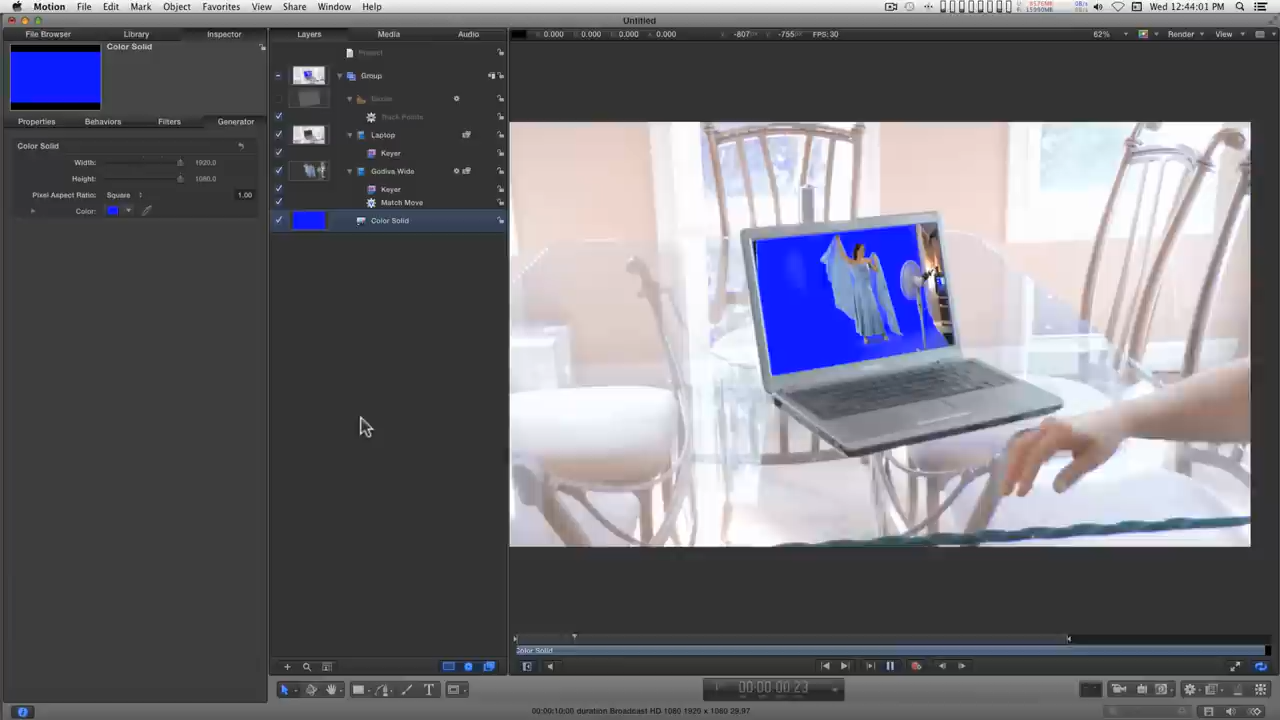 Motion File Edit Mark Object Favorites View Share Window Help
Wed 12:44:01 PM
Untitled
File Browser Library Inspector
Layers Media Audio
0.000 0.000 0.000 0.000 -807 -755 FPS: 30
62% Render View
Color Solid
Project
Group
Track Points
Laptop
Keyer
Godiva Wide
Keyer
Match Move
Color Solid
Properties Behaviors Filters Generator
Color Solid
Width: 1920.0
Height: 1080.0
Pixel Aspect Ratio: Square 1.00
Color:
Color Solid
00:00:00:23
00:00:10;00 duration Broadcast HD 1080 1920 x 1080 29.97